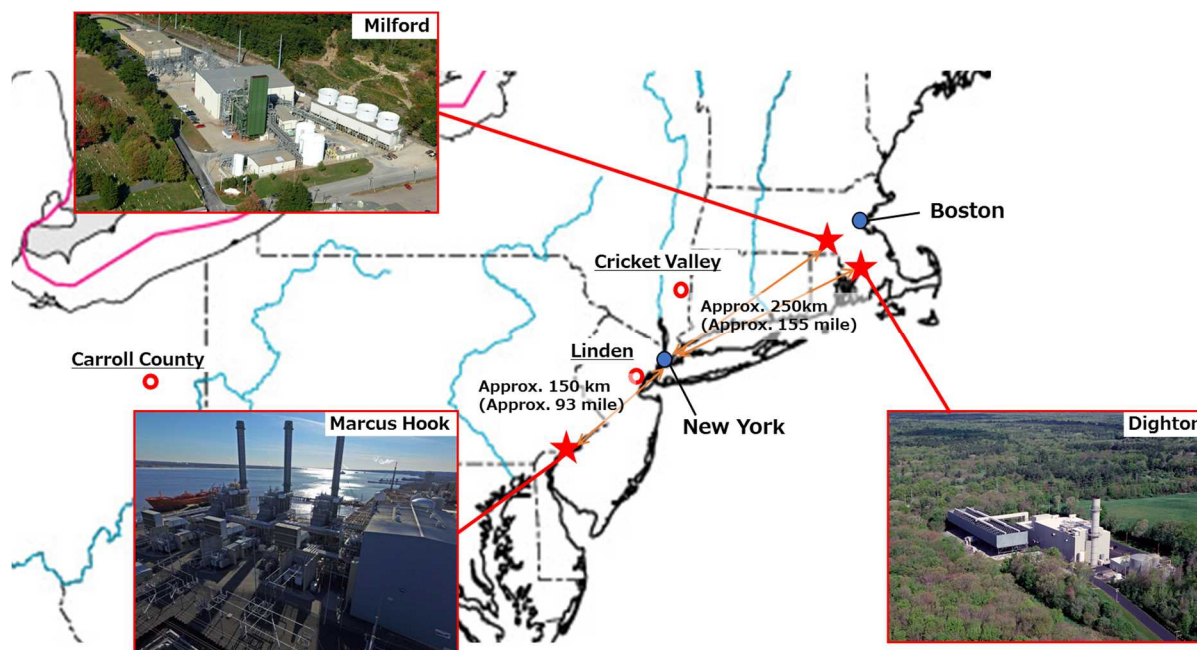 Milford
Boston
Cricket Valley
Approx. 250km
(Approx. 155 mile)
Carroll County
Linden
Approx. 150 km
(Approx. 93 mile)
New York
Marcus Hook
Dighton